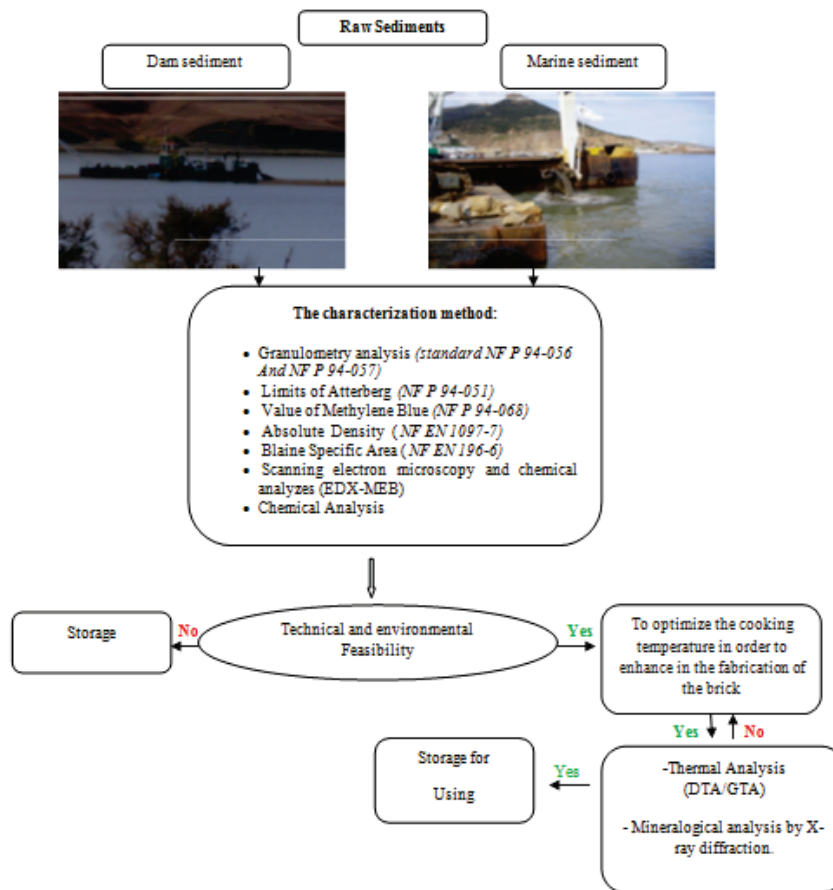 Raw Sediments
Dam sediment
Marine sediment
The characterization method:
• Granulometry analysis (standard NF P 94-056
And NF P 94-057)
• Limits of Atterberg (NF P 94-051)
• Value of Methylene Blue (NF P 94-068)
• Absolute Density ( NF EN 1097-7)
• Blaine Specific Area ( NF EN 196-6)
• Scanning electron microscopy and chemical
analyzes (EDX-MEB)
• Chemical Analysis
Storage
No
Technical and environmental
Feasibility
Yes
To optimize the cooking
temperature in order to
enhance in the fabrication of
the brick
Yes
No
Storage for
Using
Yes
-Thermal Analysis
(DTA/GTA)
- Mineralogical analysis by X-
ray diffraction.